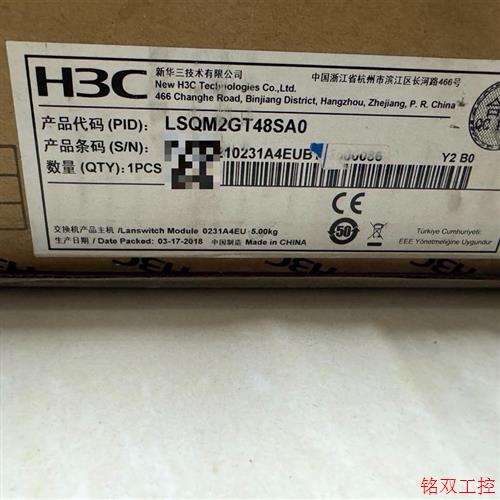 H3C
新华三技术有限公司
New H3C Technologies Co.,Ltd.
中国浙江省杭州市滨江区长河路466号
466 Changhe Road, Binjiang District, Hangzhou, Zhejiang, P. R. China
产品代码 (PID): LSQM2GT48SA0
产品条码 (S/N):
10231A4EUB
Y2 B0
数量 (QTY): 1PCS
CE
50
交换机产品主机 /Lanswitch Module 0231A4EU 5.00kg
生产日期 / Date Packed: 03-17-2018 中国制造 Made in CHINA
Türkiye Cumhuriyeti:
EEE Yönetmeliğine Uygundur
H3C
铭双工控